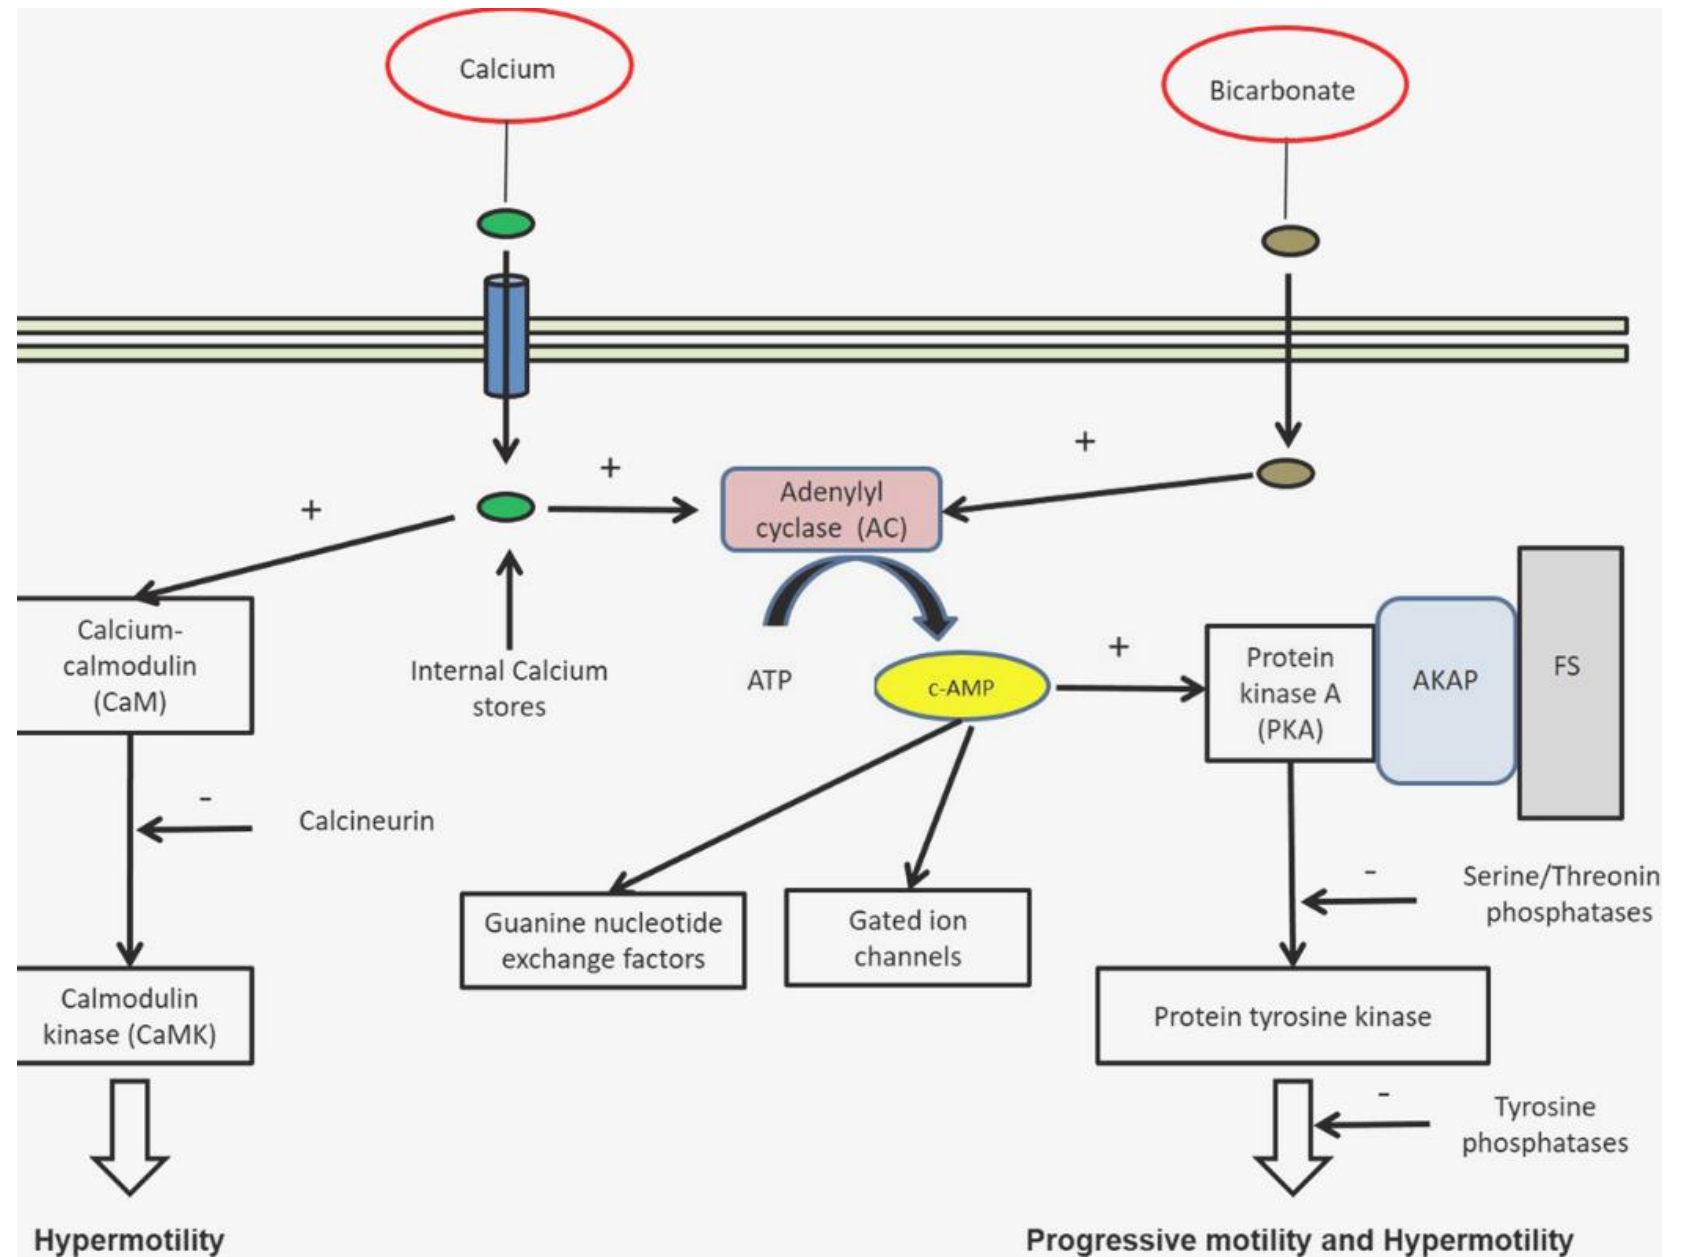 Calcium
Bicarbonate
+
+
+
Adenylyl
cyclase (AC)
Calcium-
calmodulin
(CaM)
Internal Calcium
stores
ATP
c-AMP
+
Protein
kinase A
(PKA)
AKAP
FS
-
Calcineurin
Guanine nucleotide
exchange factors
Gated ion
channels
-
Serine/Threonin
phosphatases
Calmodulin
kinase (CaMK)
Protein tyrosine kinase
-
Tyrosine
phosphatases
Hypermotility
Progressive motility and Hypermotility